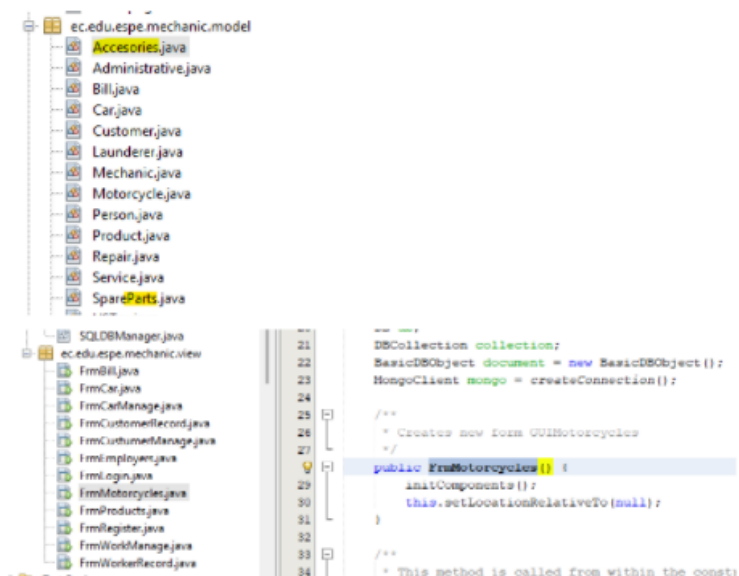 ec.edu.espe.mechanic.model
Accesories.java
Administrative.java
Bill.java
Car.java
Customer.java
Launderer.java
Mechanic.java
Motorcycle.java
Person.java
Product.java
Repair.java
Service.java
SpareParts.java
SQLDBManager.java
ec.edu.espe.mechanic.view
FrmBill.java
FrmCar.java
FrmCarManage.java
FrmCustomerRecord.java
FrmCustumerManage.java
FrmEmployers.java
FrmLogin.java
FrmMotorcycles.java
FrmProducts.java
FrmRegister.java
FrmWorkManage.java
FrmWorkerRecord.java
21 DBCollection collection;
22 BasicDBObject document = new BasicDBObject();
23 MongoClient mongo = createConnection();
24
25 /**
26 * Creates new form GUIMotorcycles
27 */
public FrmMotorcycles() {
29 initComponents();
30 this.setLocationRelativeTo(null);
31 }
32
33 /**
34 * This method is called from within the